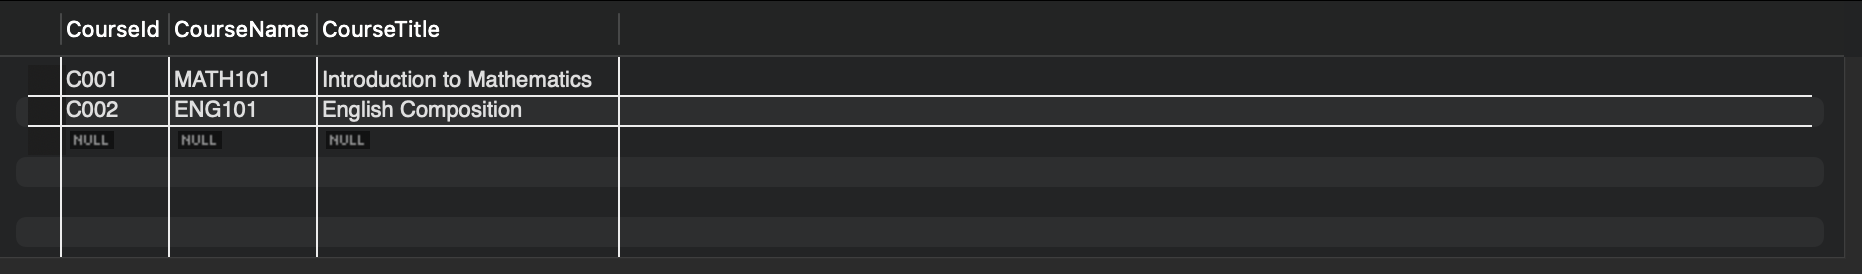 CourseId CourseName CourseTitle
C001 MATH101 Introduction to Mathematics
C002 ENG101 English Composition
NULL NULL NULL